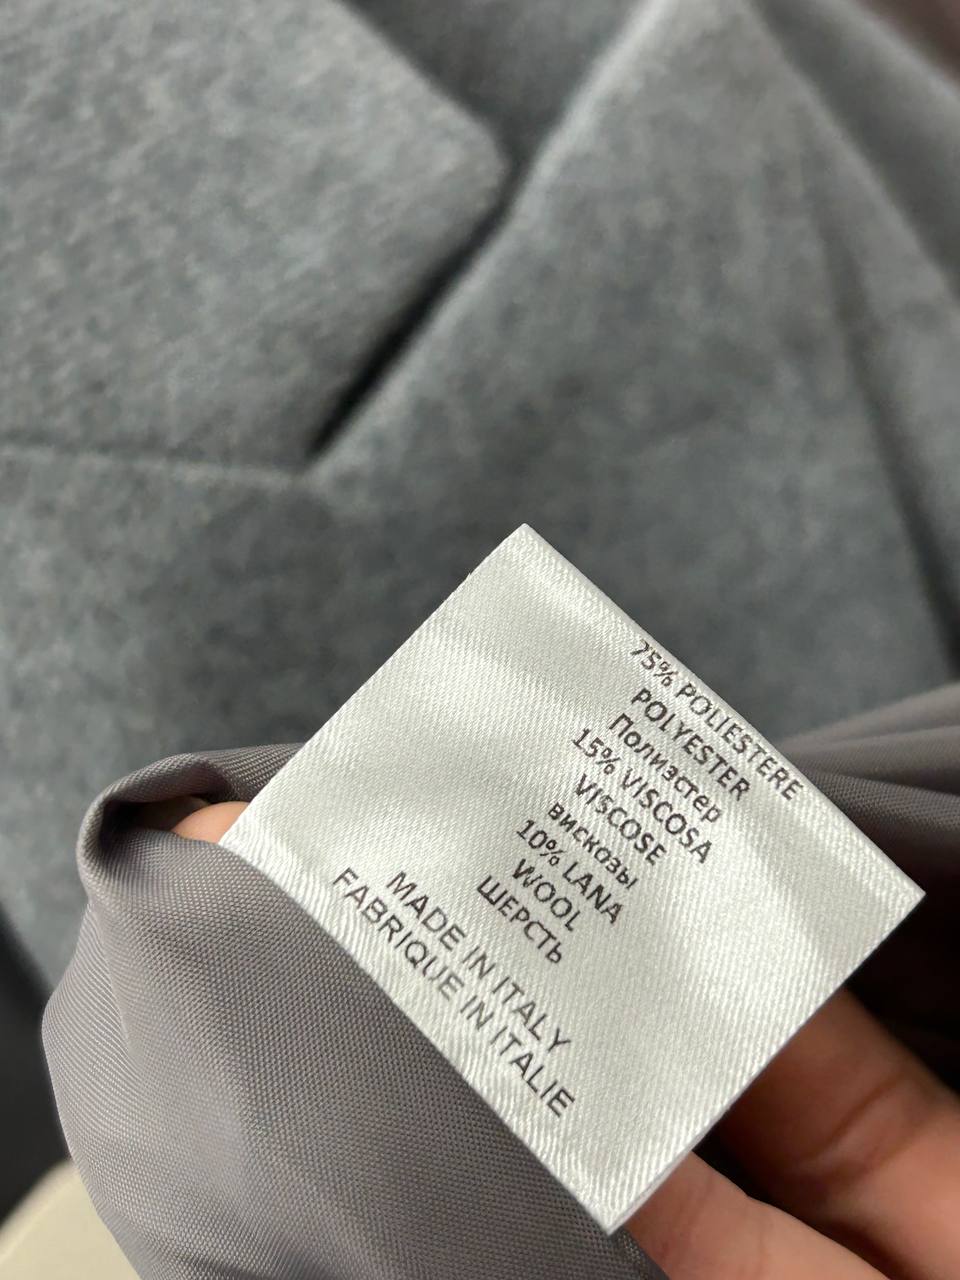 75% POLIESTERE
POLYESTER
Полиэстер
15% VISCOSA
VISCOSE
вискозы
10% LANA
WOOL
ШЕРСТЬ
MADE IN ITALY
FABRIQUE IN ITALIE